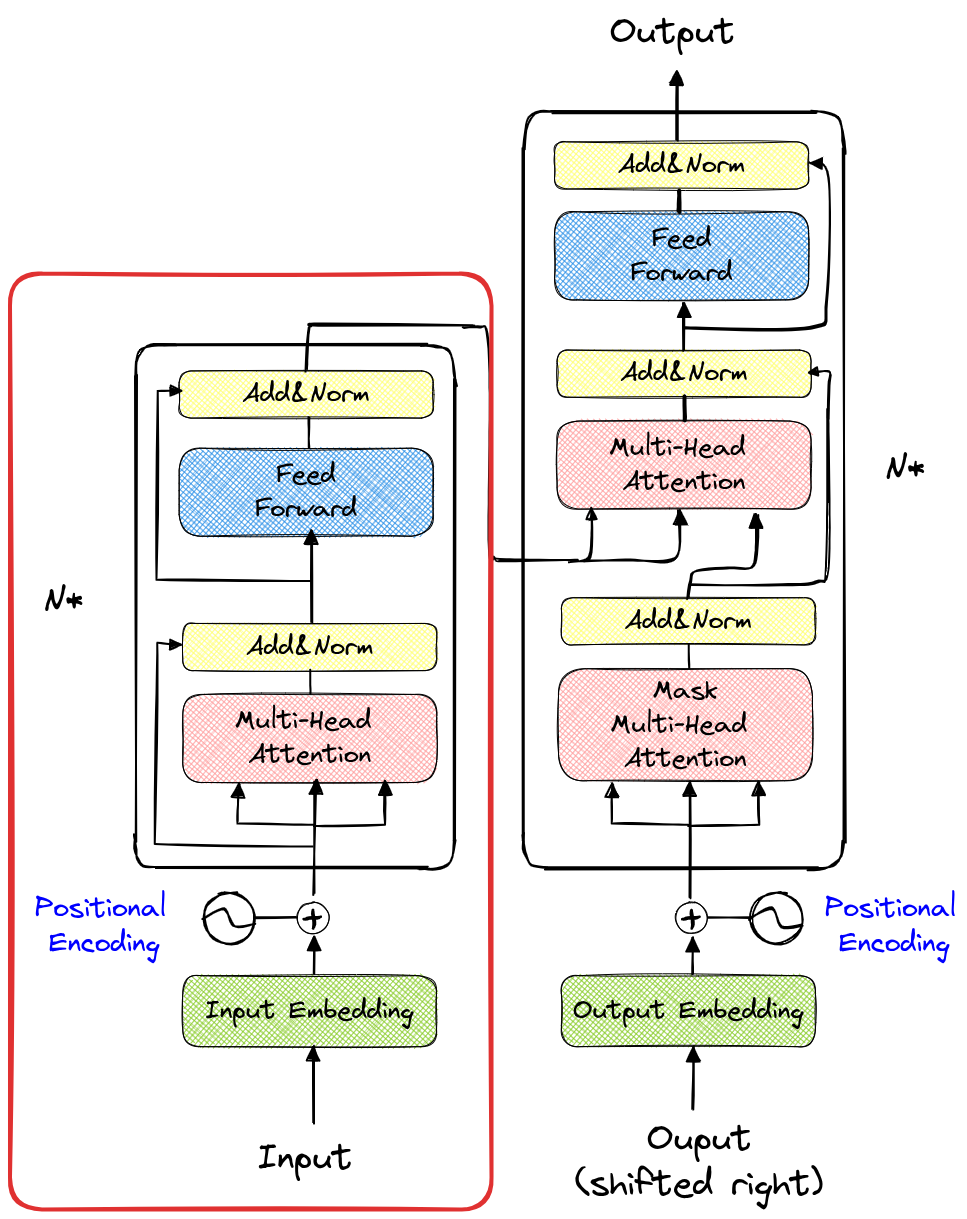 Output
Add&Norm
Feed
Forward
Add&Norm
Multi-Head
Attention
N*
Add&Norm
Mask
Multi-Head
Attention
Positional
Encoding
Output Embedding
Ouput
(shifted right)
Add&Norm
Feed
Forward
N*
Add&Norm
Multi-Head
Attention
Positional
Encoding
Input Embedding
Input